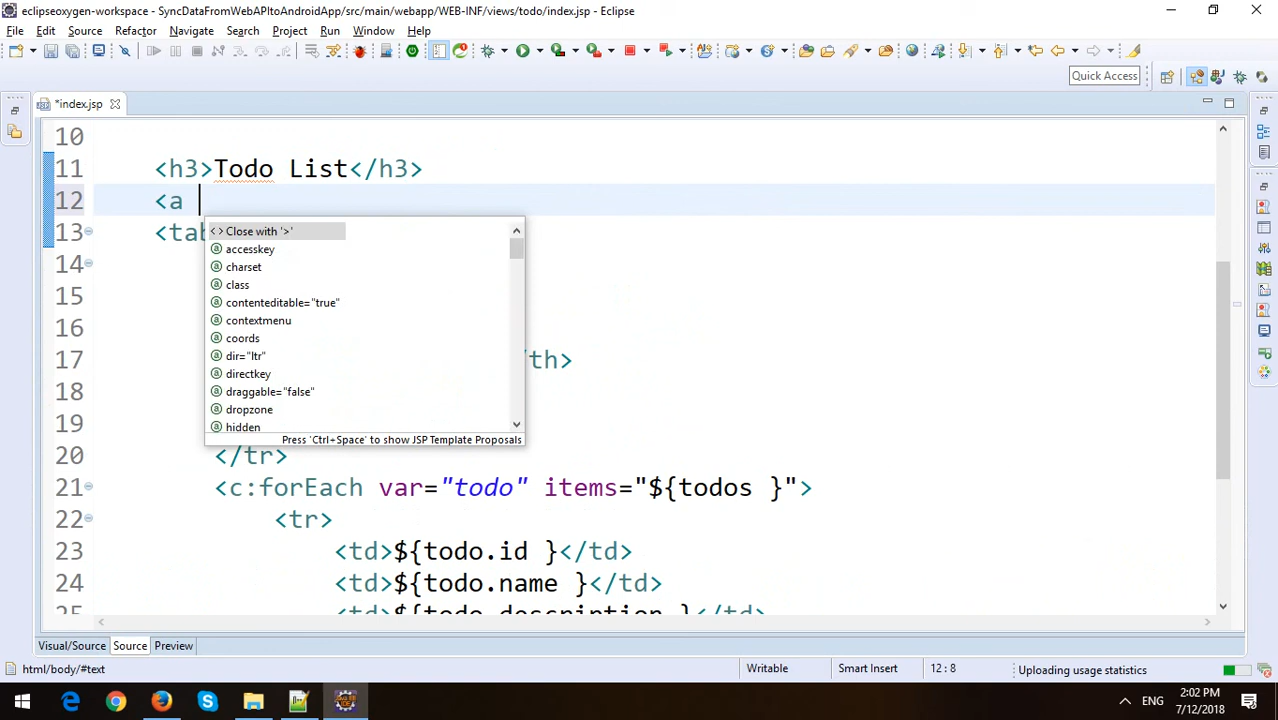 eclipseoxygen-workspace - SyncDataFromWebAPItoAndroidApp/src/main/webapp/WEB-INF/views/todo/index.jsp - Eclipse
File Edit Source Refactor Navigate Search Project Run Window Help
Quick Access
*index.jsp
10
11 <h3>Todo List</h3>
12 <a
13 <tab
Close with '>'
accesskey
charset
class
contenteditable="true"
contextmenu
coords
dir="ltr"
directkey
draggable="false"
dropzone
hidden
Press 'Ctrl+Space' to show JSP Template Proposals
14
15
16
17 /th>
18
19
20 </tr>
21 <c:forEach var="todo" items="${todos }">
22 <tr>
23 <td>${todo.id }</td>
24 <td>${todo.name }</td>
25 <td>${todo.description }</td>
Visual/Source Source Preview
html/body/#text Writable Smart Insert 12 : 8 Uploading usage statistics
ENG 2:02 PM
7/12/2018